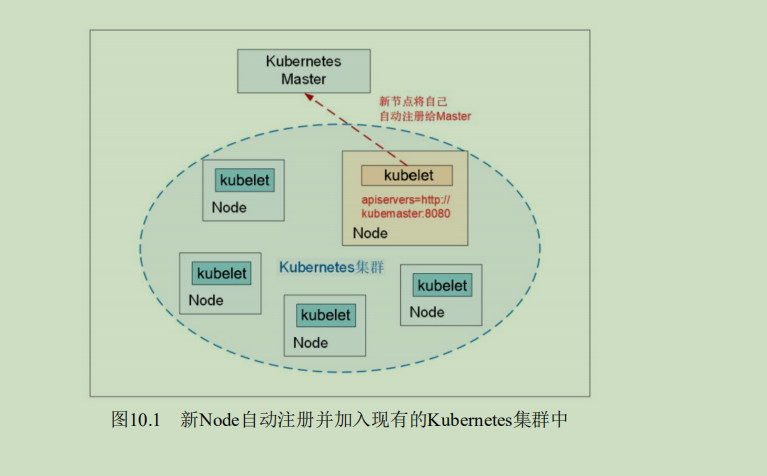 Kubernetes
Master
新节点将自己
自动注册给Master
kubelet
Node
kubelet
apiservers=http://
kubemaster:8080
Node
kubelet
Node
Kubernetes集群
kubelet
Node
kubelet
Node
图10.1 新Node自动注册并加入现有的Kubernetes集群中